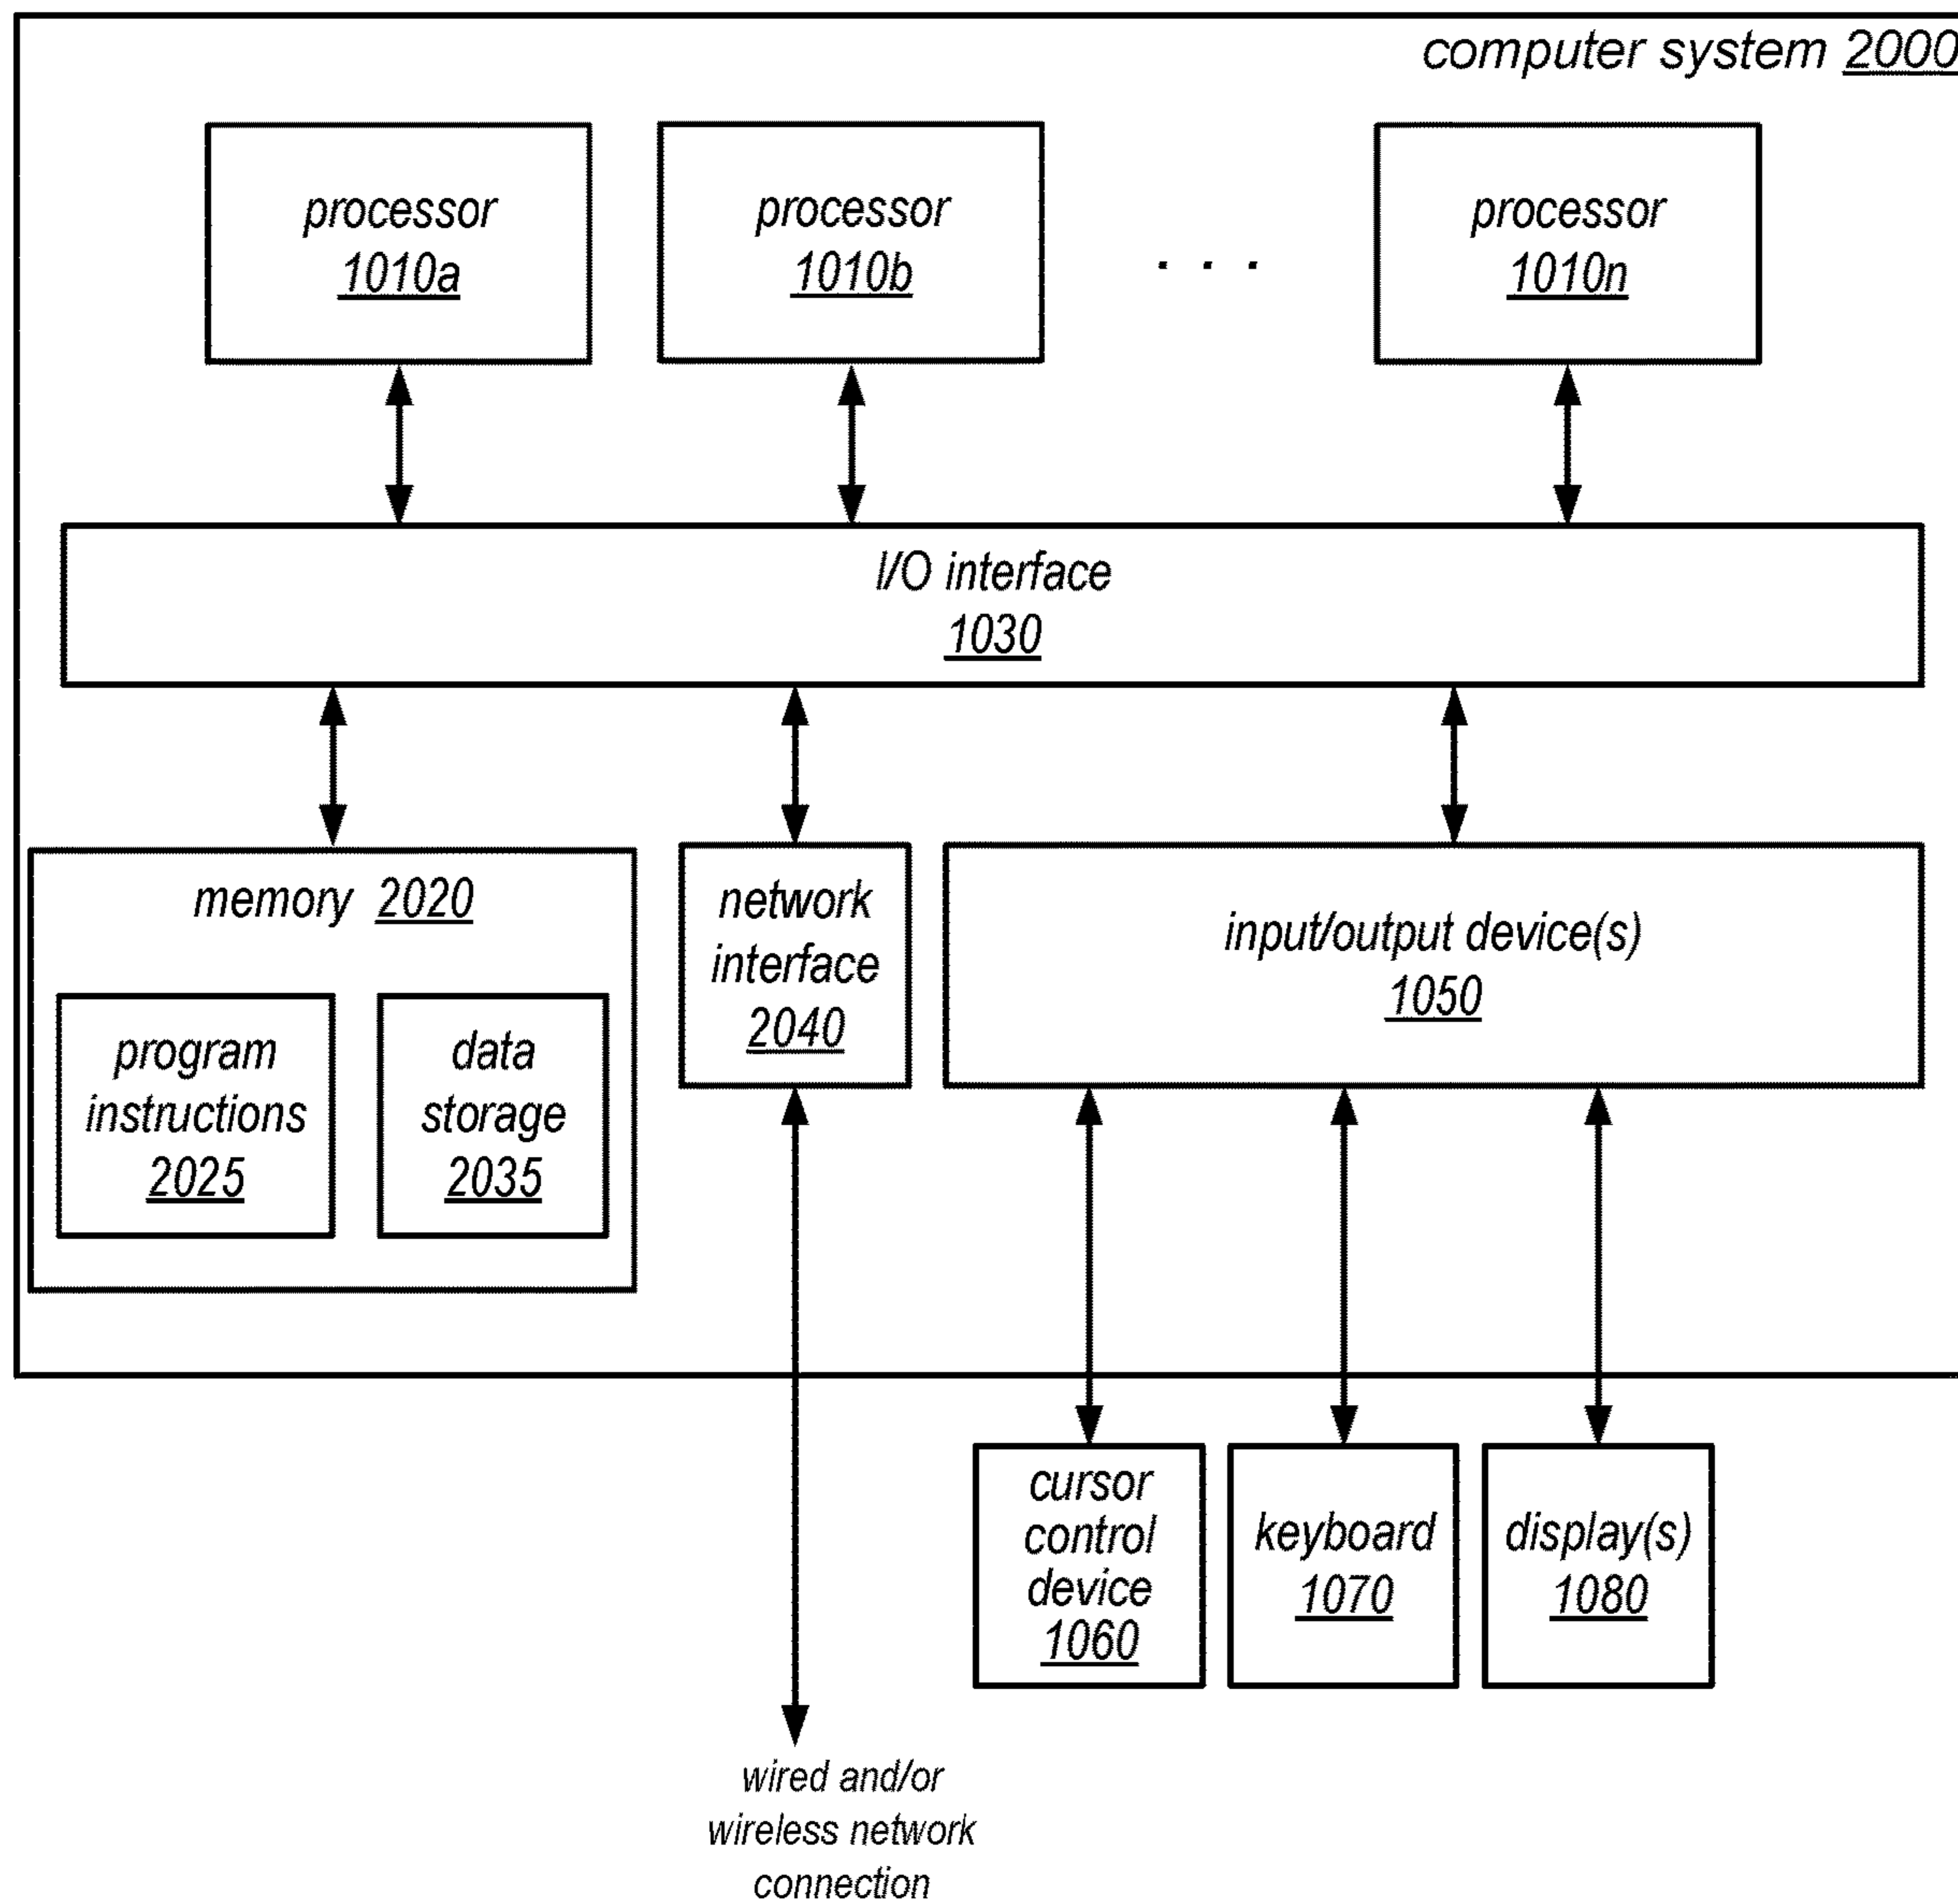 computer system 2000
processor
1010a
processor
1010b
. . .
processor
1010n
I/O interface
1030
memory 2020
program
instructions
2025
data
storage
2035
network
interface
2040
input/output device(s)
1050
cursor
control
device
1060
keyboard
1070
display(s)
1080
wired and/or
wireless network
connection